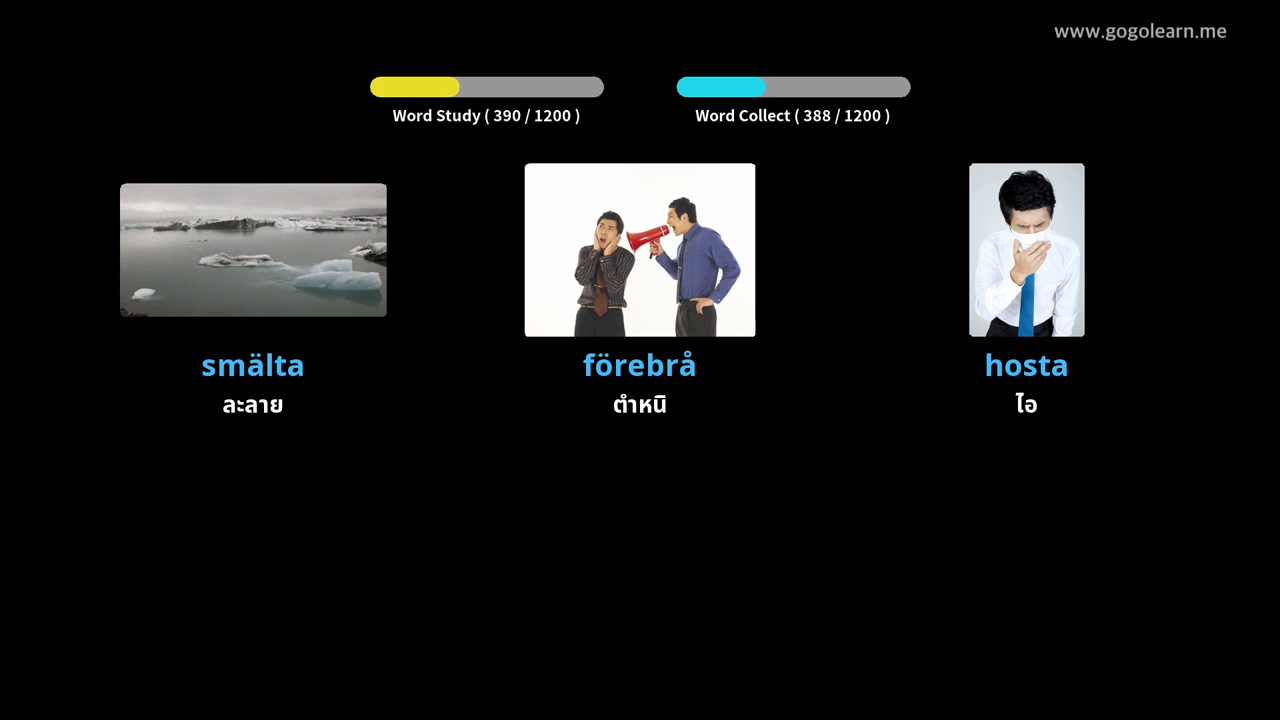 www.gogolearn.me
Word Study ( 390 / 1200 )
Word Collect ( 388 / 1200 )
smälta
förebrå
hosta
ละลาย
ตำหนิ
ไอ